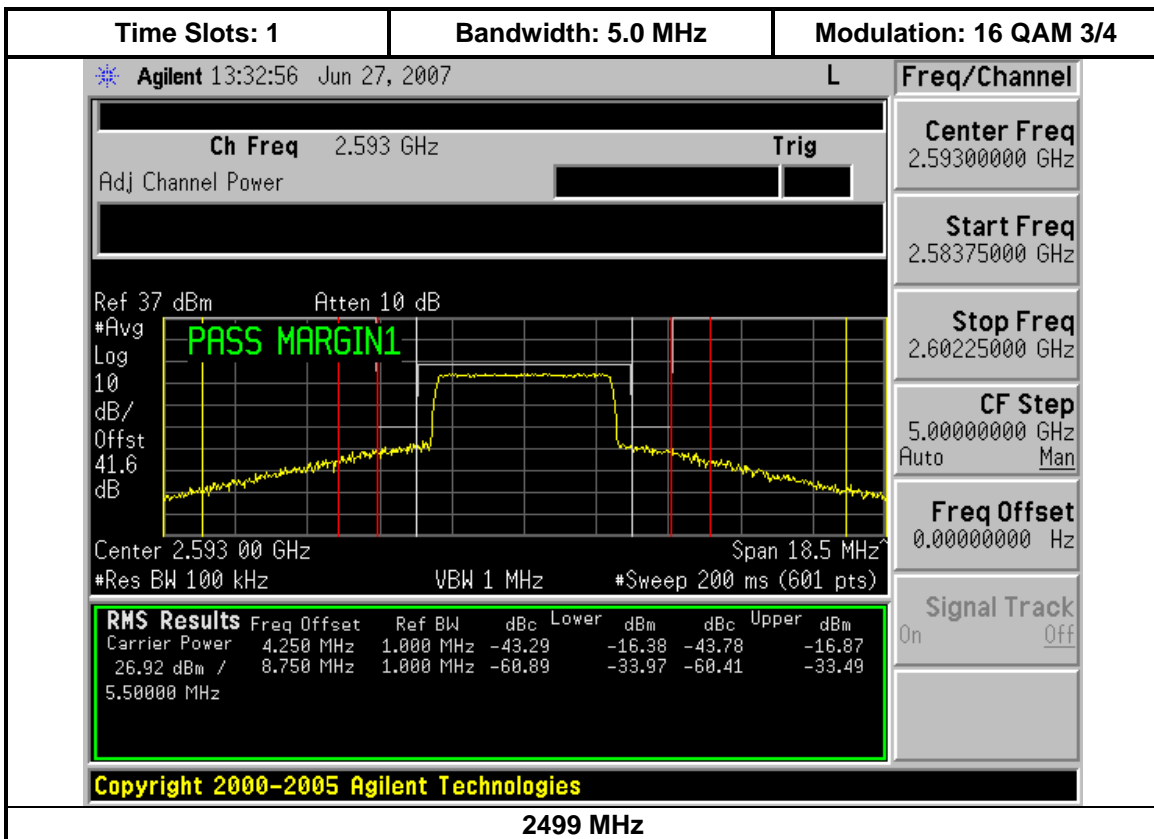 Time Slots: 1 Bandwidth: 5.0 MHz Modulation: 16 QAM 3/4
Agilent 13:32:56 Jun 27, 2007 L Freq/Channel
Ch Freq 2.593 GHz Trig
Adj Channel Power
Center Freq
2.59300000 GHz
Start Freq
2.58375000 GHz
Stop Freq
2.60225000 GHz
CF Step
5.00000000 GHz
Auto Man
Freq Offset
0.00000000 Hz
Signal Track
On Off
Ref 37 dBm Atten 10 dB
#Avg
Log
10
dB/
Offst
41.6
dB
PASS MARGIN1
Center 2.593 00 GHz Span 18.5 MHz^
#Res BW 100 kHz VBW 1 MHz #Sweep 200 ms (601 pts)
RMS Results Freq Offset Ref BW dBc Lower dBm dBc Upper dBm
Carrier Power 4.250 MHz 1.000 MHz -43.29 -16.38 -43.78 -16.87
26.92 dBm / 8.750 MHz 1.000 MHz -60.89 -33.97 -60.41 -33.49
5.50000 MHz
Copyright 2000-2005 Agilent Technologies
2499 MHz